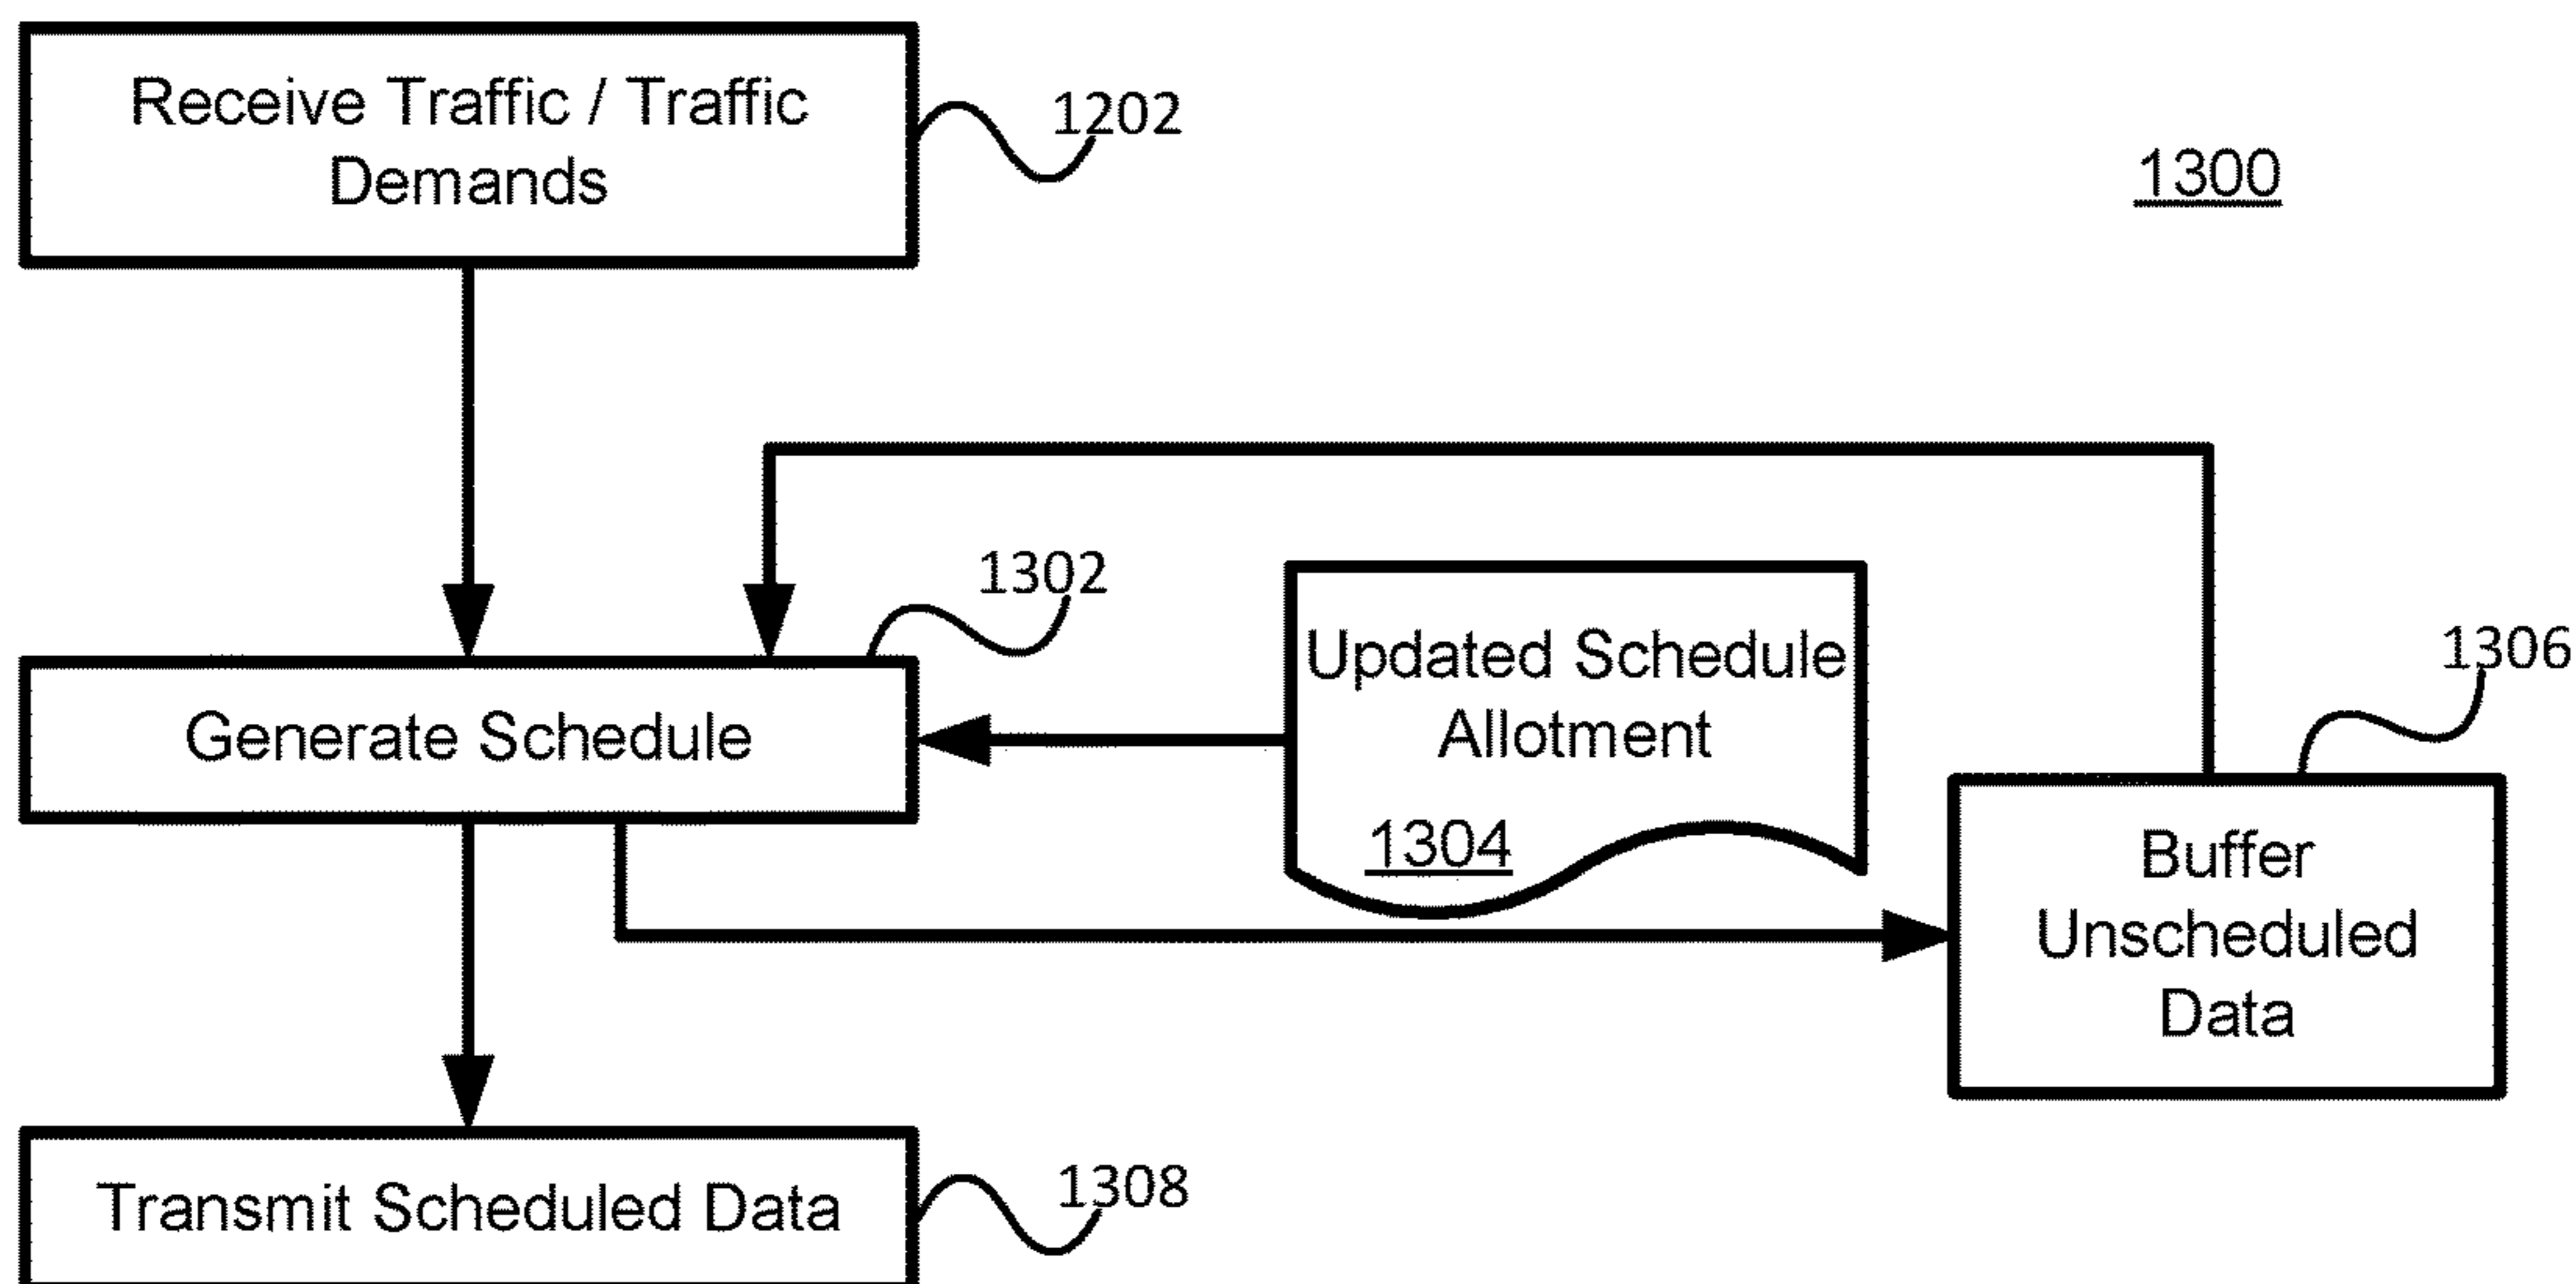 Receive Traffic / Traffic
Demands
1202
1300
1302
Generate Schedule
Updated Schedule
Allotment
1304
1306
Buffer
Unscheduled
Data
Transmit Scheduled Data
1308